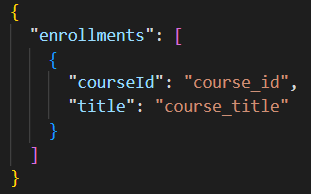 {
  "enrollments": [
    {
      "courseId": "course_id",
      "title": "course_title"
    }
  ]
}